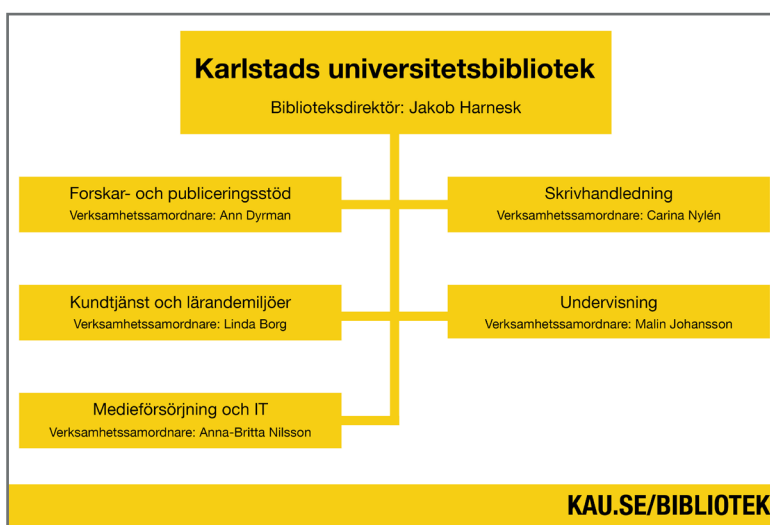 Karlstads universitetsbibliotek
Biblioteksdirektör: Jakob Harnesk
Forskar- och publiceringsstöd
Verksamhetssamordnare: Ann Dyrman
Skrivhandledning
Verksamhetssamordnare: Carina Nylén
Kundtjänst och lärandemiljöer
Verksamhetssamordnare: Linda Borg
Undervisning
Verksamhetssamordnare: Malin Johansson
Medieförsörjning och IT
Verksamhetssamordnare: Anna-Britta Nilsson
KAU.SE/BIBLIOTEK